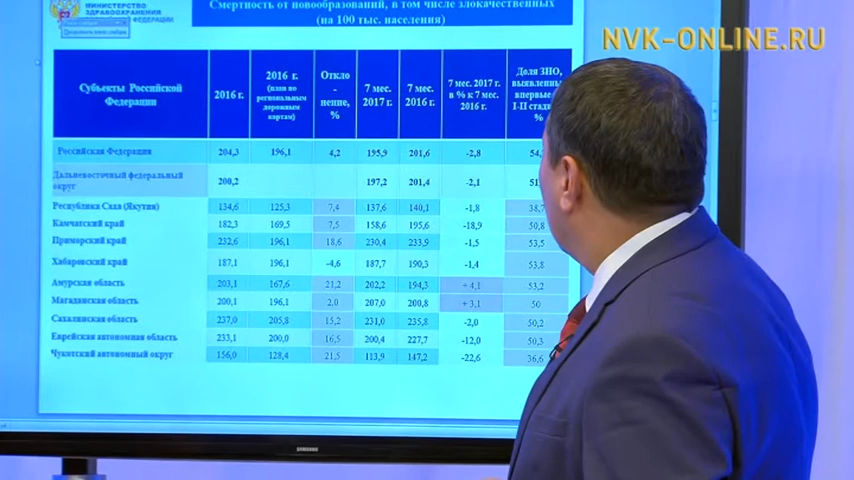 МИНИСТЕРСТВО
ЗДРАВООХРАНЕНИЯ
ФЕДЕРАЦИИ
Смертность от новообразований, в том числе злокачественных
(на 100 тыс. населения)
NVK-ONLINE.RU
Субъекты Российской Федерации 2016 г. 2016 г. (план по региональным дорожным картам) Откло - нение, % 7 мес. 2017 г. 7 мес. 2016 г. 7 мес. 2017 г. в % к 7 мес. 2016 г. Доля ЗНО, впервые I-II %
Российская Федерация 204,3 196,1 4,2 195,9 201,6 -2,8
Дальневосточный федеральный округ 200,2 197,2 201,4 -2,1
Республика Саха (Якутия) 134,6 125,3 7,4 137,6 140,1 -1,8 38,7
Камчатский край 182,3 169,5 7,5 158,6 195,6 -18,9 50,8
Приморский край 232,6 196,1 18,6 230,4 233,9 -1,5 53,5
Хабаровский край 187,1 196,1 -4,6 187,7 190,3 -1,4 53,8
Амурская область 203,1 167,6 21,2 202,2 194,3 + 4,1 53,2
Магаданская область 200,1 196,1 2,0 207,0 200,8 + 3,1 50
Сахалинская область 237,0 205,8 15,2 231,0 235,8 -2,0 50,2
Еврейская автономная область 233,1 200,0 16,5 200,4 227,7 -12,0 50,3
Чукотский автономный округ 156,0 128,4 21,5 113,9 147,2 -22,6 36,6
SAMSUNG